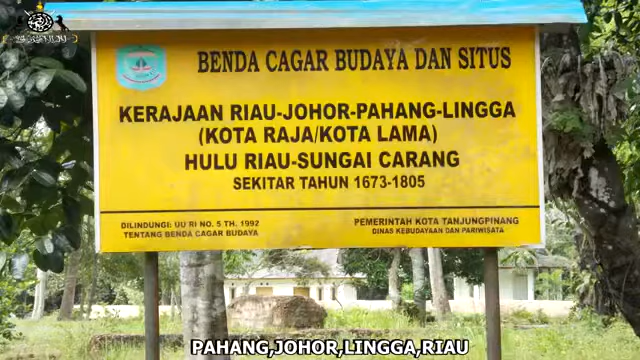 BENDA CAGAR BUDAYA DAN SITUS
KERAJAAN RIAU-JOHOR-PAHANG-LINGGA
(KOTA RAJA/KOTA LAMA)
HULU RIAU-SUNGAI CARANG
SEKITAR TAHUN 1673-1805
DILINDUNGI UU RI NO. 5 TH. 1992
TENTANG BENDA CAGAR BUDAYA
PEMERINTAH KOTA TANJUNGPINANG
DINAS KEBUDAYAAN DAN PARIWISATA
PAHANG,JOHOR,LINGGA,RIAU